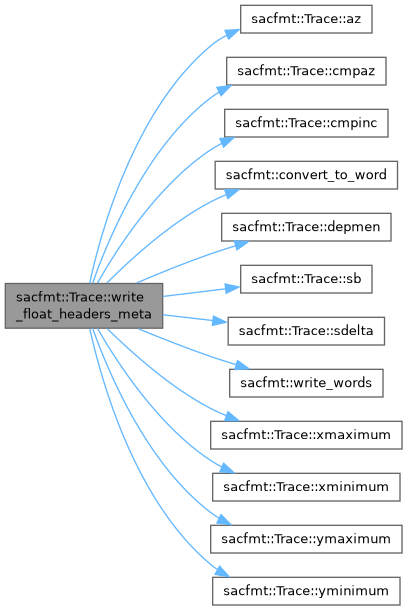 sacfmt::Trace::az
sacfmt::Trace::cmpaz
sacfmt::Trace::cmpinc
sacfmt::convert_to_word
sacfmt::Trace::depmen
sacfmt::Trace::write
_float_headers_meta
sacfmt::Trace::sb
sacfmt::Trace::sdelta
sacfmt::write_words
sacfmt::Trace::xmaximum
sacfmt::Trace::xminimum
sacfmt::Trace::ymaximum
sacfmt::Trace::yminimum